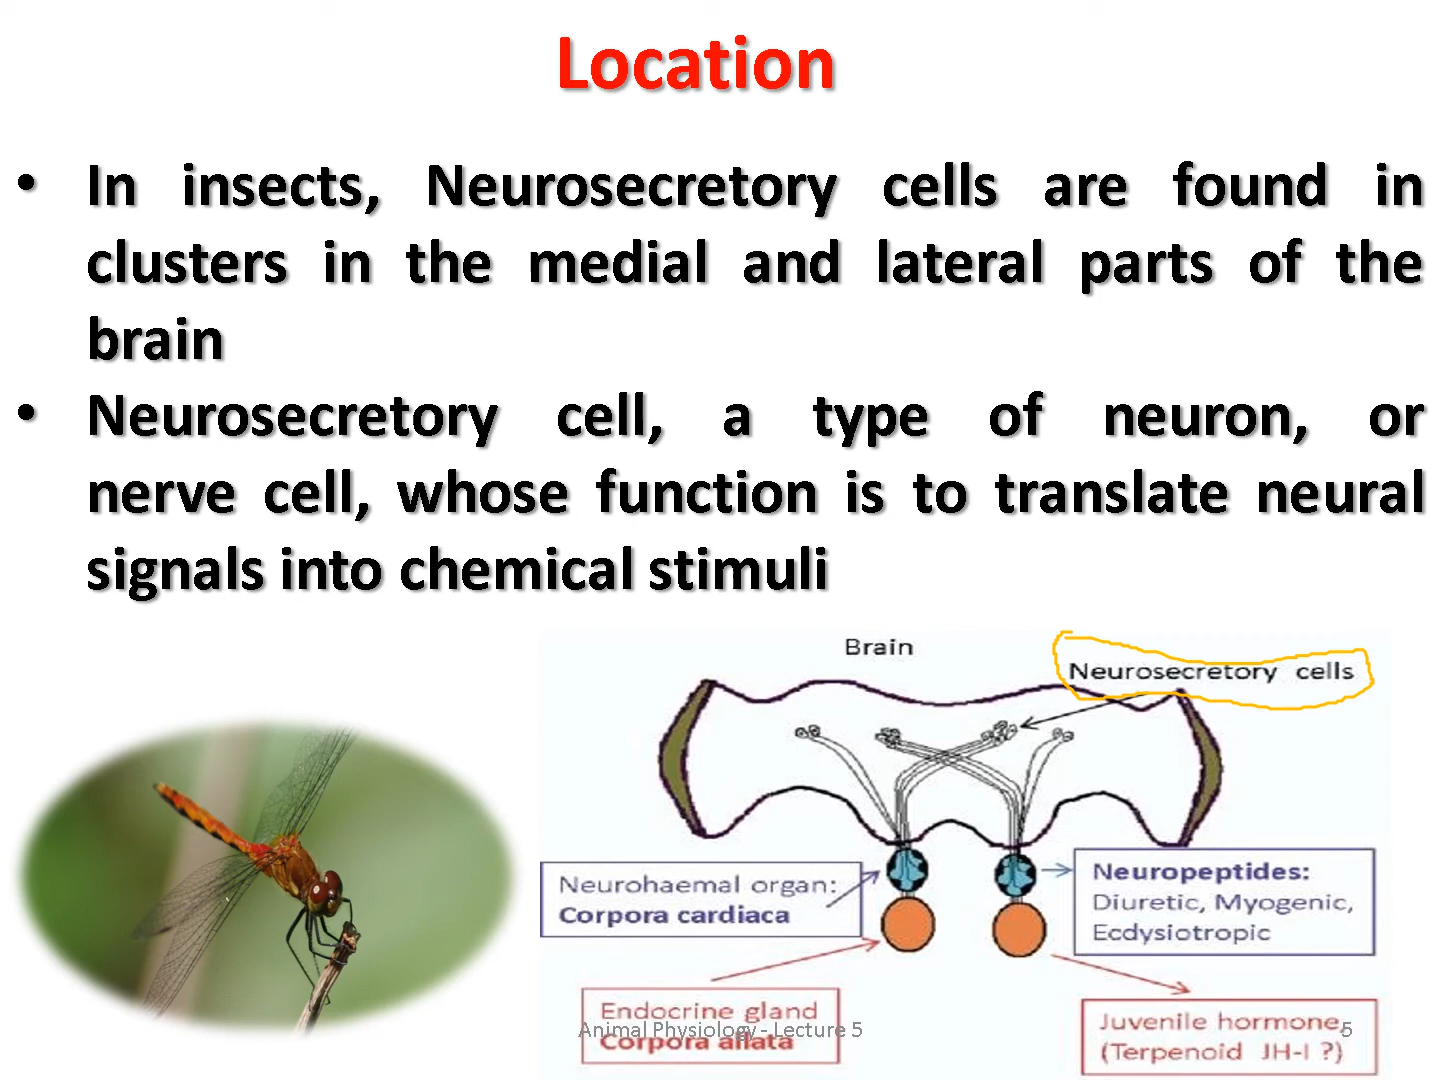 Location
• In insects, Neurosecretory cells are found in
clusters in the medial and lateral parts of the
brain
• Neurosecretory cell, a type of neuron, or
nerve cell, whose function is to translate neural
signals into chemical stimuli
Brain
Neurosecretory cells
Neurohaemal organ:
Corpora cardiaca
Neuropeptides:
Diuretic, Myogenic,
Ecdysiotropic
Endocrine gland
Corpora allata
Juvenile hormone,
(Terpenoid JH-I ?)
Animal Physiology - Lecture 5
5